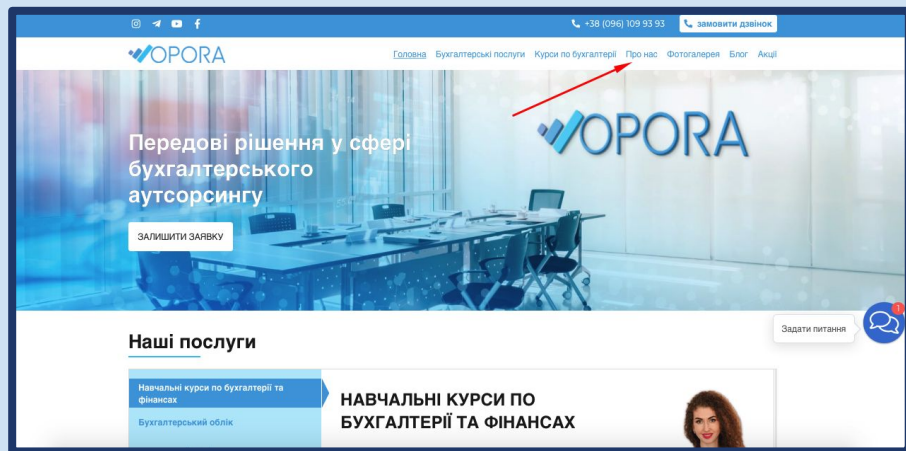 +38 (096) 109 93 93
замовити дзвінок
OPORA
Головна Бухгалтерські послуги Курси по бухгалтерії Про нас Фотогалерея Блог Акції
OPORA
Передові рішення у сфері
бухгалтерського
аутсорсингу
ЗАЛИШИТИ ЗАЯВКУ
Задати питання
1
Наші послуги
Навчальні курси по бухгалтерії та
фінансах
Бухгалтерський облік
НАВЧАЛЬНІ КУРСИ ПО
БУХГАЛТЕРІЇ ТА ФІНАНСАХ